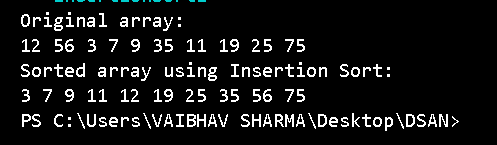 Original array:
12 56 3 7 9 35 11 19 25 75
Sorted array using Insertion Sort:
3 7 9 11 12 19 25 35 56 75
PS C:\Users\VAIBHAV SHARMA\Desktop\DSAN>